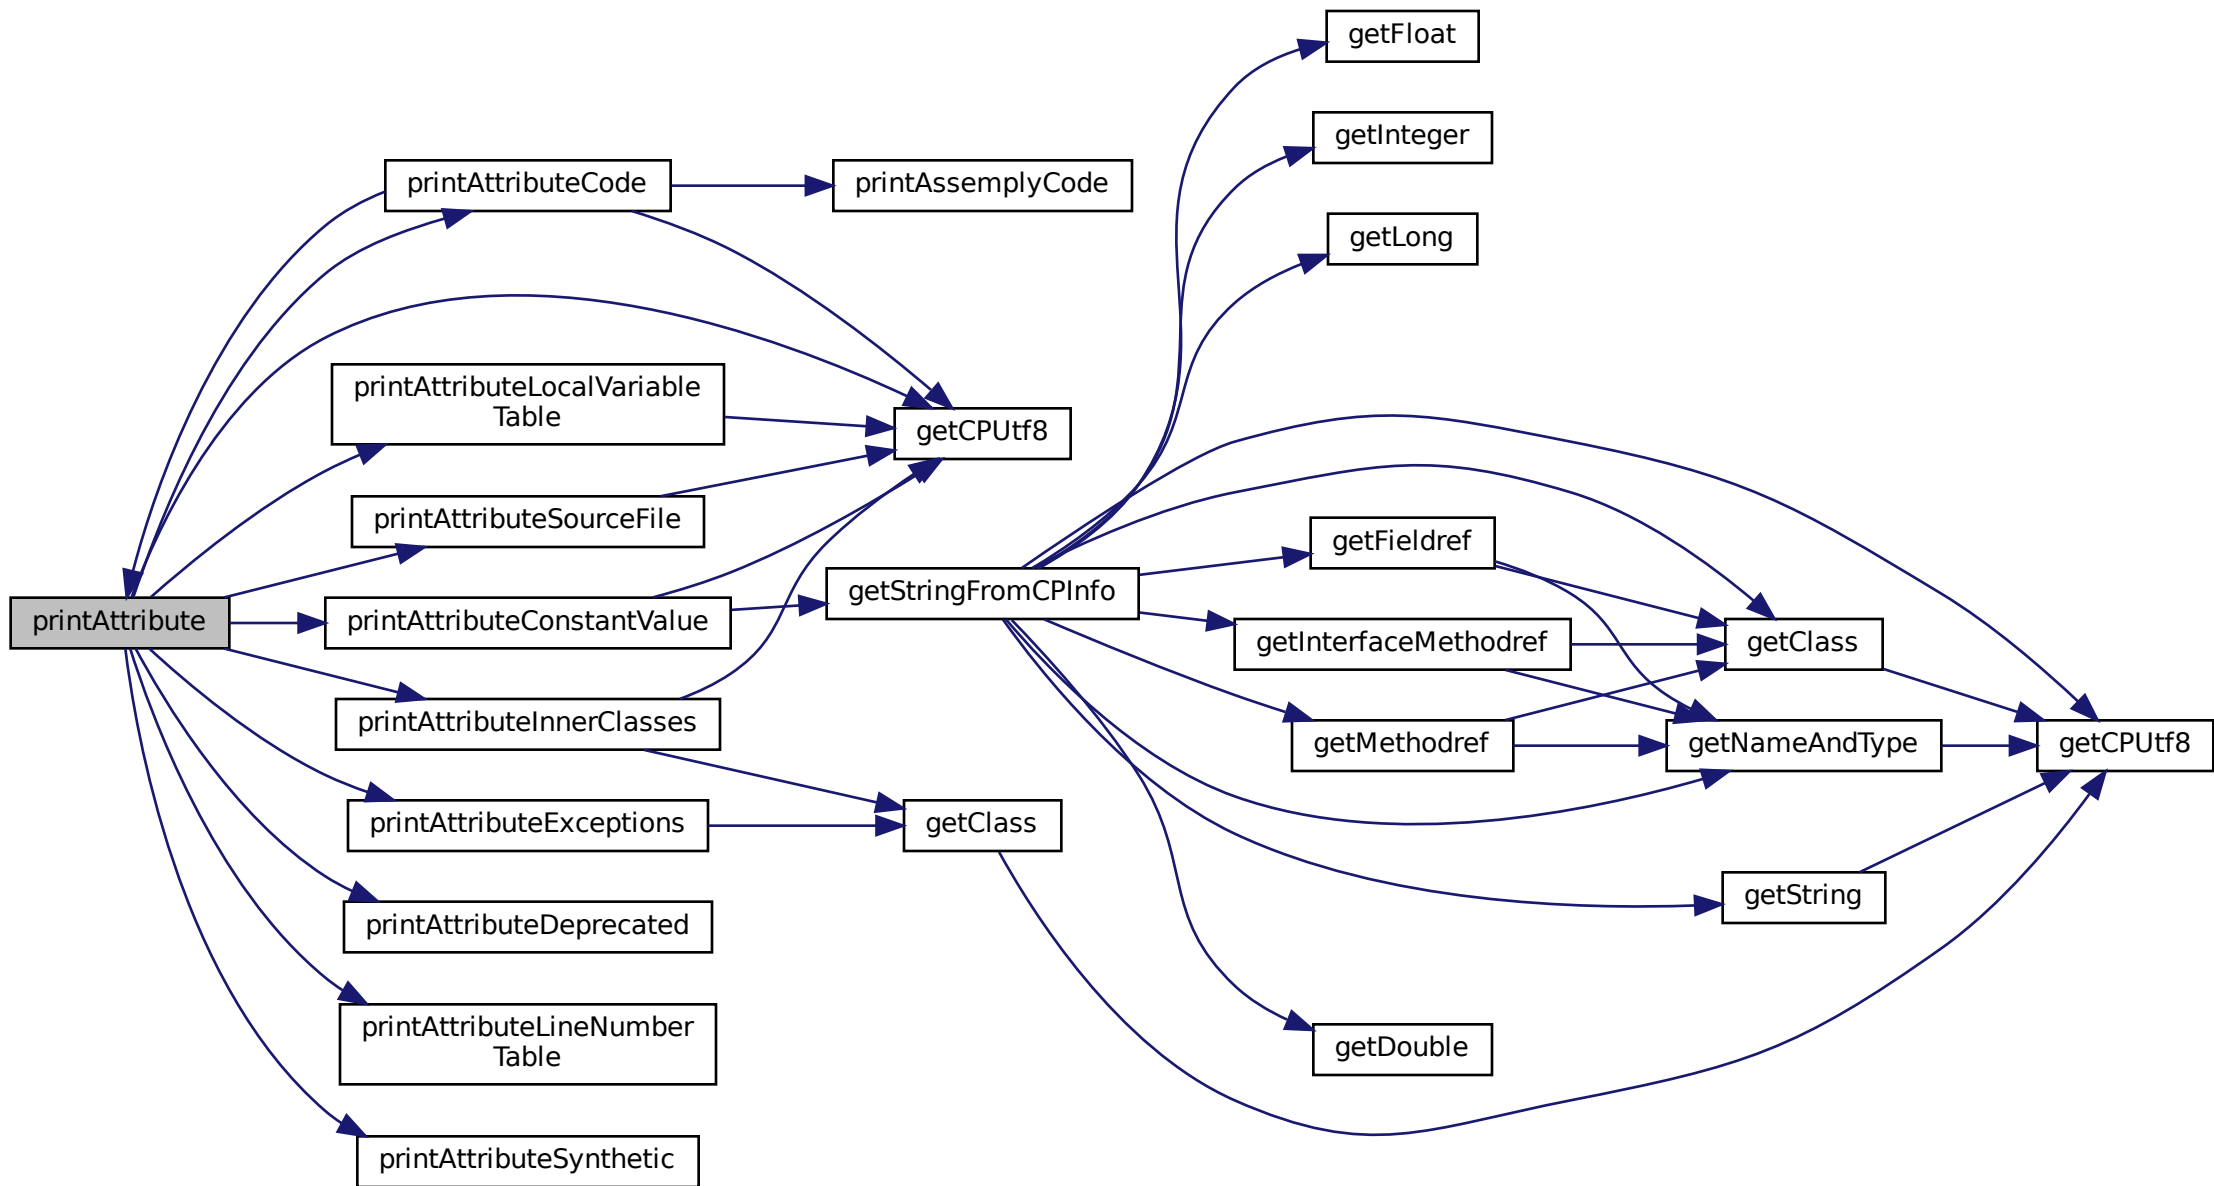 getFloat
getInteger
printAttributeCode
printAssemplyCode
getLong
printAttributeLocalVariable
Table
getCPUtf8
printAttributeSourceFile
getFieldref
getStringFromCPInfo
printAttribute
printAttributeConstantValue
getInterfaceMethodref
getClass
printAttributeInnerClasses
getMethodref
getNameAndType
getCPUtf8
printAttributeExceptions
getClass
getString
printAttributeDeprecated
printAttributeLineNumber
Table
getDouble
printAttributeSynthetic